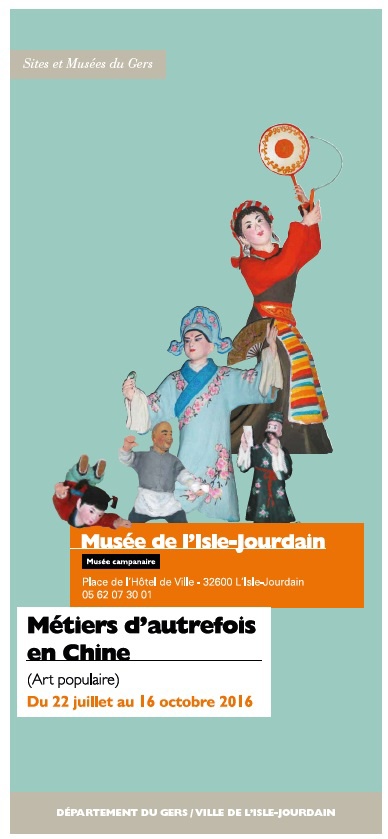 Sites et Musées du Gers
Musée de l'Isle-Jourdain
Musée campanaire
Place de l'Hôtel de Ville - 32600 L'Isle-Jourdain
05 62 07 30 01
Métiers d'autrefois
en Chine
(Art populaire)
Du 22 juillet au 16 octobre 2016
DÉPARTEMENT DU GERS / VILLE DE L'ISLE-JOURDAIN